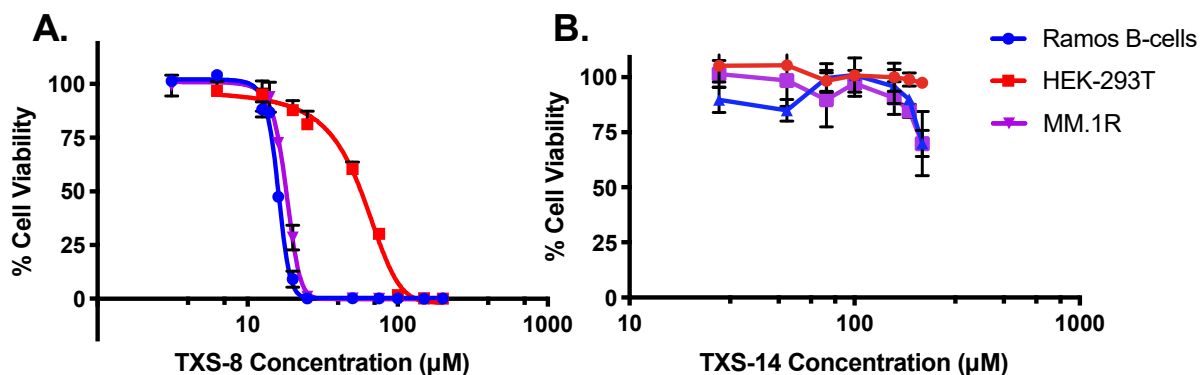 A.
% Cell Viability
100
75
50
25
0
10
100
1000
TXS-8 Concentration (µM)
B.
% Cell Viability
100
75
50
25
0
10
100
1000
TXS-14 Concentration (µM)
Ramos B-cells
HEK-293T
MM.1R